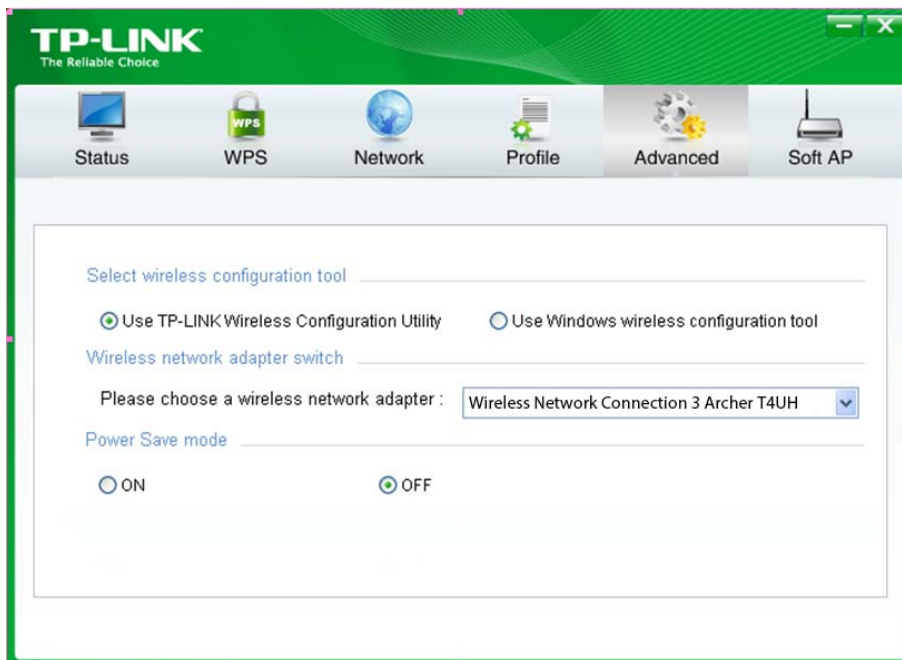 TP-LINK
The Reliable Choice
Status WPS Network Profile Advanced Soft AP
WPS
Select wireless configuration tool
Use TP-LINK Wireless Configuration Utility Use Windows wireless configuration tool
Wireless network adapter switch
Please choose a wireless network adapter : Wireless Network Connection 3 Archer T4UH
Power Save mode
ON OFF